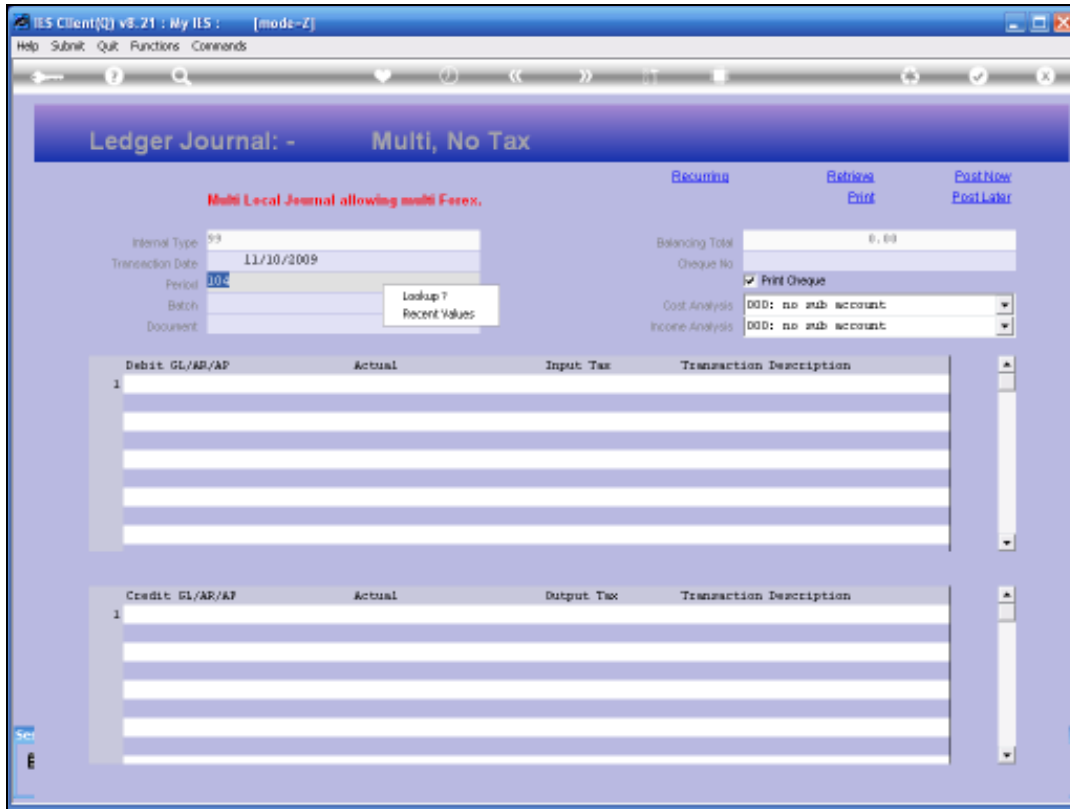 IES Client(Q) v8.21 : My IES : [mode-Z]
Help Submit Quit Functions Commands
Ledger Journal: - Multi, No Tax
Recurring Retrieve Post Now
Multi Local Journal allowing multi Forex. Print Post Later
Internal Type 99 Balancing Total 0.00
Transaction Date 11/10/2009 Cheque No
Period 104 Print Cheque
Lookup ?
Recent Values
Batch Cost Analysis 000: no sub account
Document Income Analysis 000: no sub account
Debit GL/AR/AP Actual Input Tax Transaction Description
1
Credit GL/AR/AP Actual Output Tax Transaction Description
1